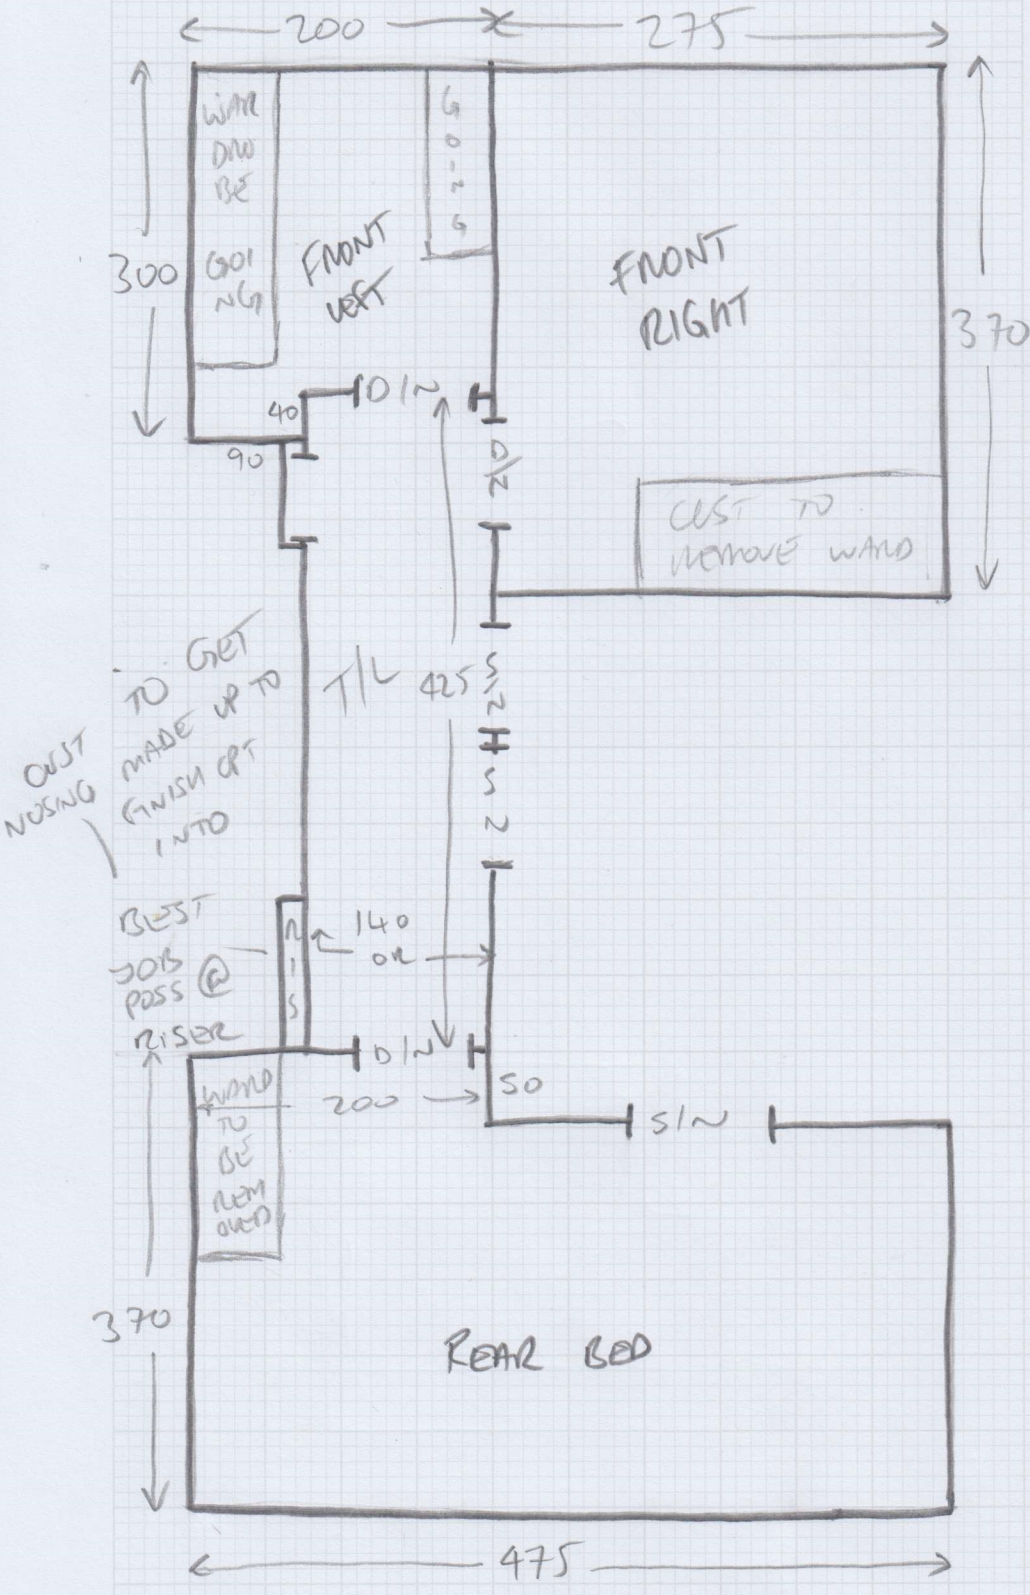 200
275
WAR
DRO
BE
GOI
NG
G
O
I
N
G
FRONT
LEFT
FRONT
RIGHT
300
370
D/N
40
90
D/N
CUST TO
REMOVE WARD
TO GET
MADE UP TO
FINISH CPT
INTO
CUST
NOSING
T/L
425
S/N
S
N
BEST
JOB
POSS @
RISER
R
I
S
140
OR
D/N
50
200
S/N
WARD
TO
BE
REM
OVED
370
REAR BED
475